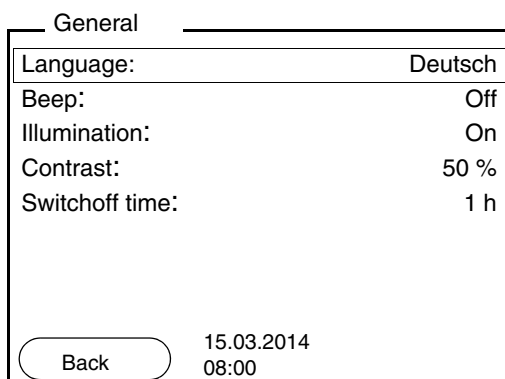 General
Language: Deutsch
Beep: Off
Illumination: On
Contrast: 50 %
Switchoff time: 1 h
15.03.2014
Back
08:00